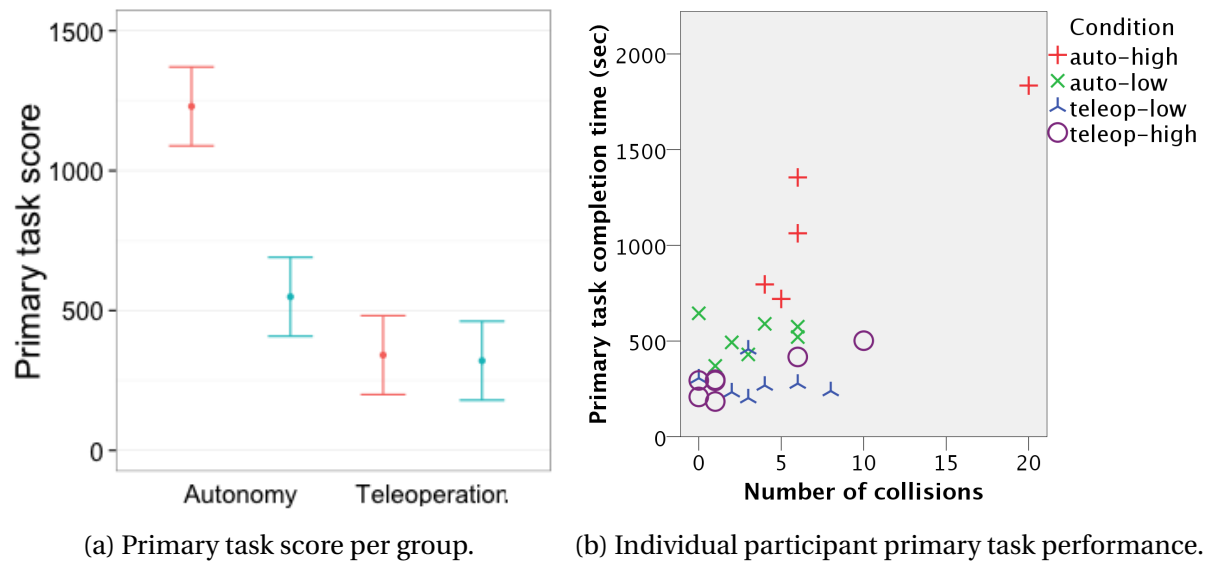 Primary task score
1500
1000
500
0
Autonomy
Teleoperation
(a) Primary task score per group.
Primary task completion time (sec)
2000
1500
1000
500
0
0
5
10
15
20
Number of collisions
Condition
auto-high
auto-low
teleop-low
teleop-high
(b) Individual participant primary task performance.